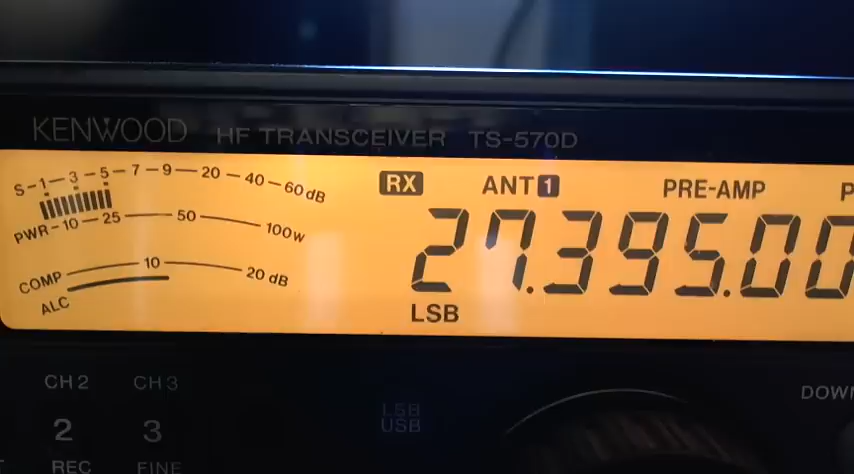 KENWOOD HF TRANSCEIVER TS-570D
S-1-3-5-7-9-20-40-60 dB
RX ANT 1 PRE-AMP P
PWR-10-25-50-100W
27.395.00
COMP 10 20 dB
ALC
LSB
CH 2 CH 3
LSB
USB
DOWN
2 3
REC FINE